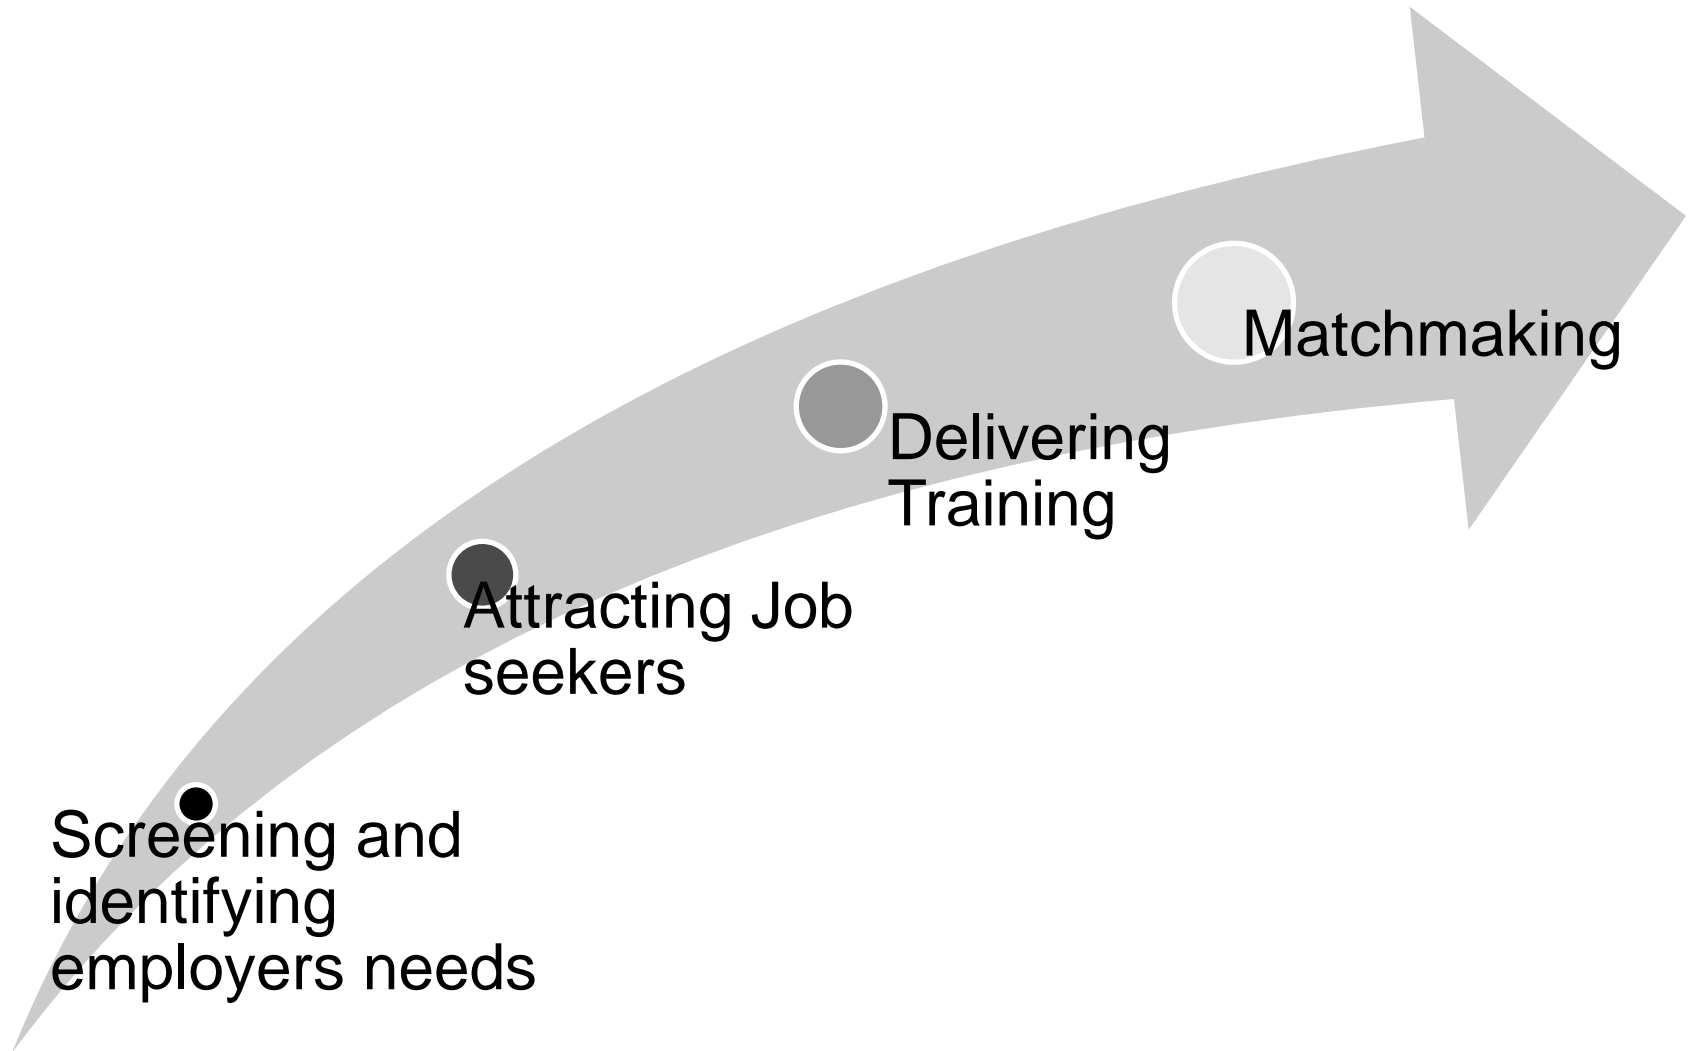 Screening and
identifying
employers needs
Attracting Job
seekers
Delivering
Training
Matchmaking